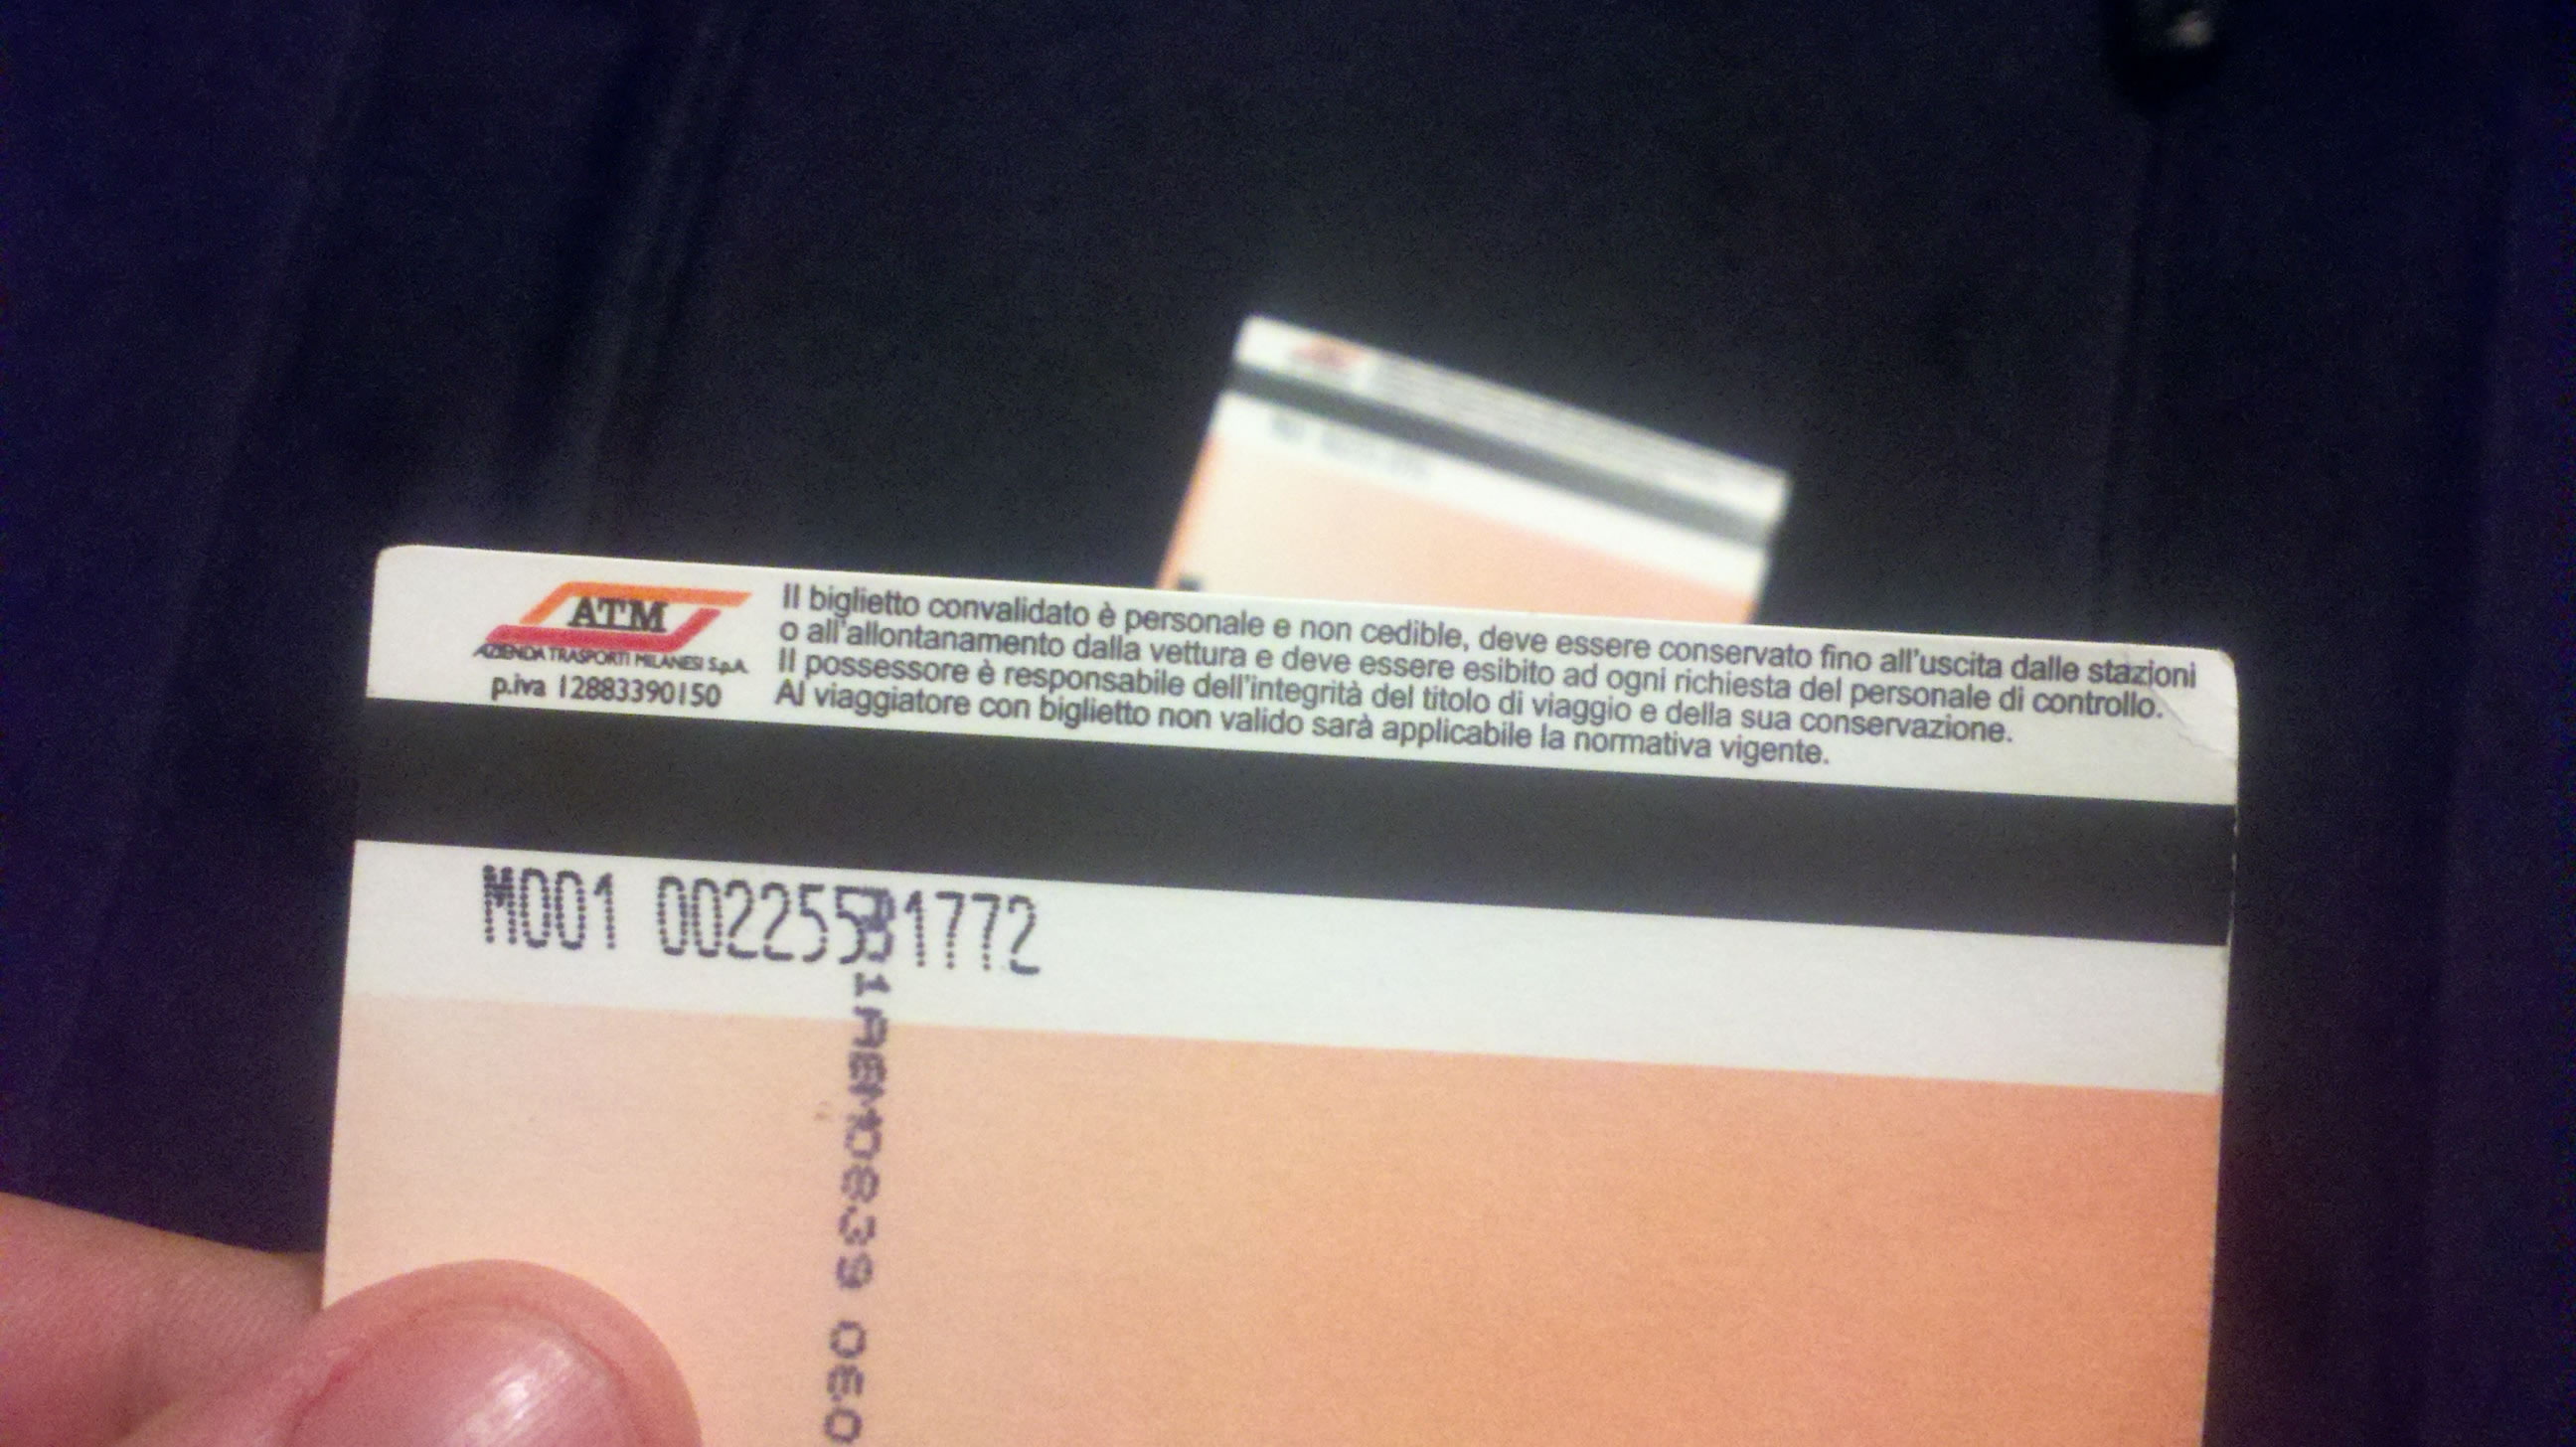 ATM
AZIENDA TRASPORTI MILANESI S.p.A.
p.iva 12883390150
Il biglietto convalidato è personale e non cedibile, deve essere conservato fino all'uscita dalle stazioni
o all'allontanamento dalla vettura e deve essere esibito ad ogni richiesta del personale di controllo.
Il possessore è responsabile dell'integrità del titolo di viaggio e della sua conservazione.
Al viaggiatore con biglietto non valido sarà applicabile la normativa vigente.
M001